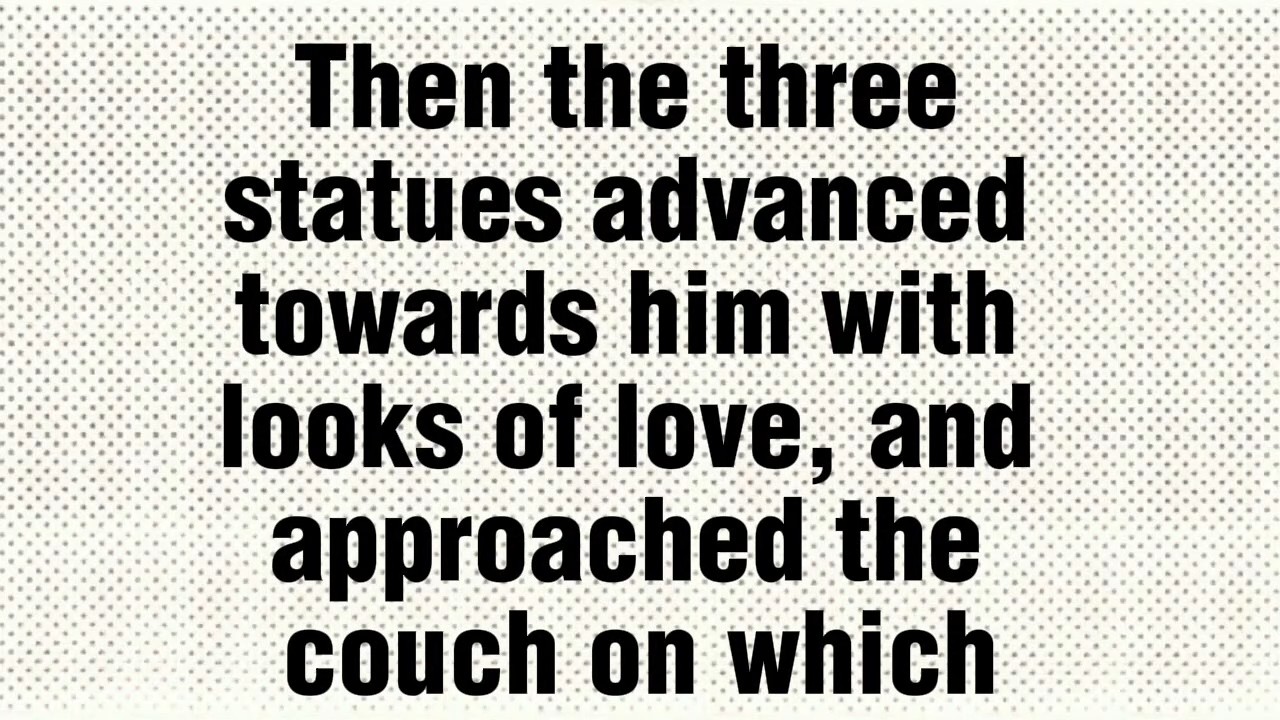 Then the three
statues advanced
towards him with
looks of love, and
approached the
couch on which